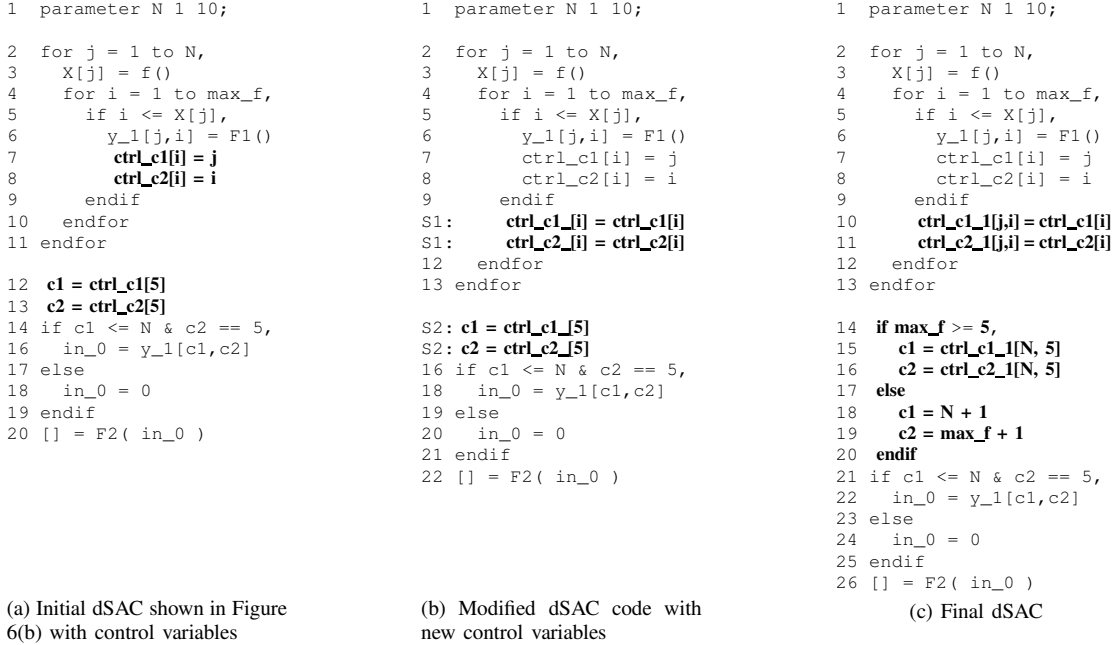 1 parameter N 1 10;
2 for j = 1 to N,
3 X[j] = f()
4 for i = 1 to max_f,
5 if i <= X[j],
6 y_1[j,i] = F1()
7 ctrl_c1[i] = j
8 ctrl_c2[i] = i
9 endif
10 endfor
11 endfor
12 c1 = ctrl_c1[5]
13 c2 = ctrl_c2[5]
14 if c1 <= N & c2 == 5,
16 in_0 = y_1[c1,c2]
17 else
18 in_0 = 0
19 endif
20 [] = F2( in_0 )
(a) Initial dSAC shown in Figure
6(b) with control variables
1 parameter N 1 10;
2 for j = 1 to N,
3 X[j] = f()
4 for i = 1 to max_f,
5 if i <= X[j],
6 y_1[j,i] = F1()
7 ctrl_c1[i] = j
8 ctrl_c2[i] = i
9 endif
S1: ctrl_c1_[i] = ctrl_c1[i]
S1: ctrl_c2_[i] = ctrl_c2[i]
12 endfor
13 endfor
S2: c1 = ctrl_c1_[5]
S2: c2 = ctrl_c2_[5]
16 if c1 <= N & c2 == 5,
18 in_0 = y_1[c1,c2]
19 else
20 in_0 = 0
21 endif
22 [] = F2( in_0 )
(b) Modified dSAC code with
new control variables
1 parameter N 1 10;
2 for j = 1 to N,
3 X[j] = f()
4 for i = 1 to max_f,
5 if i <= X[j],
6 y_1[j,i] = F1()
7 ctrl_c1[i] = j
8 ctrl_c2[i] = i
9 endif
10 ctrl_c1_1[j,i] = ctrl_c1[i]
11 ctrl_c2_1[j,i] = ctrl_c2[i]
12 endfor
13 endfor
14 if max_f >= 5,
15 c1 = ctrl_c1_1[N, 5]
16 c2 = ctrl_c2_1[N, 5]
17 else
18 c1 = N + 1
19 c2 = max_f + 1
20 endif
21 if c1 <= N & c2 == 5,
22 in_0 = y_1[c1,c2]
23 else
24 in_0 = 0
25 endif
26 [] = F2( in_0 )
(c) Final dSAC